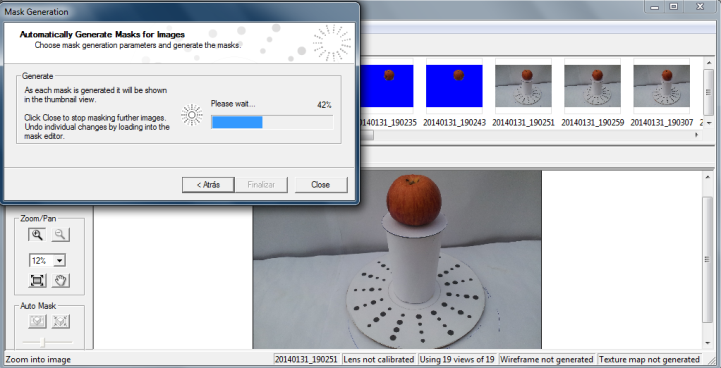 Mask Generation
Automatically Generate Masks for Images
Choose mask generation parameters and generate the masks.
Generate
As each mask is generated it will be shown
in the thumbnail view.
Click Close to stop masking further images.
Undo individual changes by loading into the
mask editor.
Please wait...
42%
< Atrás
Finalizar
Close
20140131_190235
20140131_190243
20140131_190251
20140131_190259
20140131_190307
2
Zoom/Pan
12%
Auto Mask
Zoom into image
20140131_190251
Lens not calibrated
Using 19 views of 19
Wireframe not generated
Texture map not generated